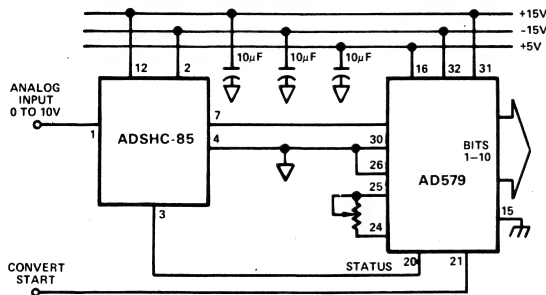 +15V
-15V
+5V
10µF 10µF 10µF
12 2 16 32 31
ANALOG
INPUT
0 TO 10V
1
ADSHC-85
7
4
3
30
26
25
24
AD579
BITS
1–10
15
STATUS 20 21
CONVERT
START